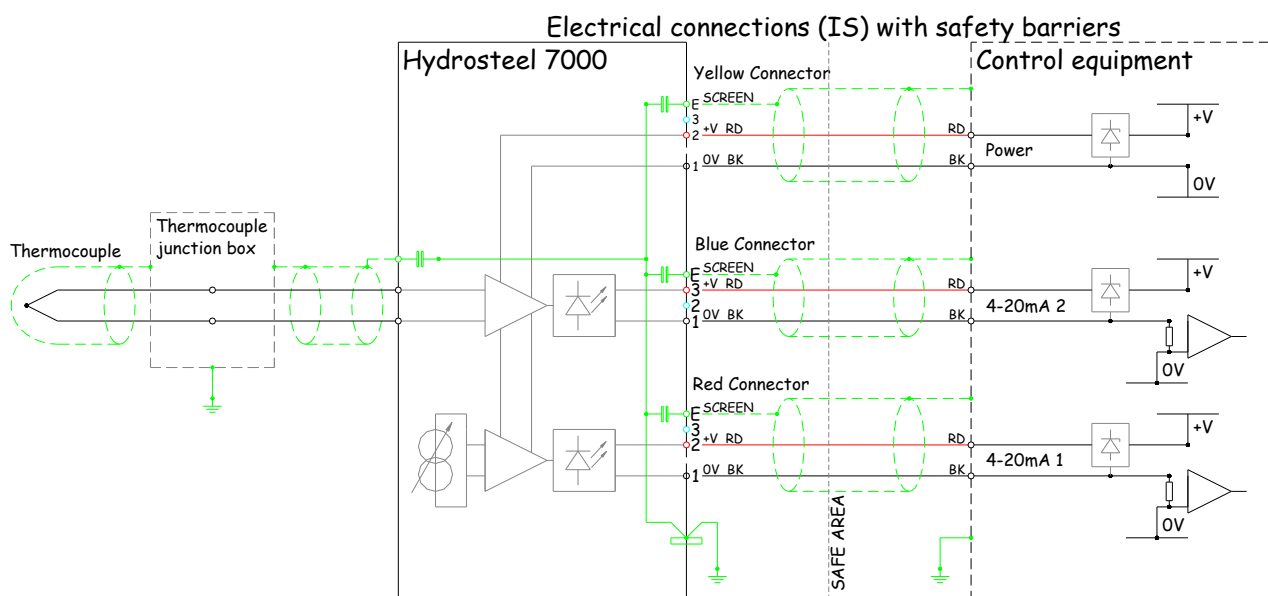 Electrical connections (IS) with safety barriers
Hydrosteel 7000
Control equipment
Yellow Connector
E SCREEN
3
2 +V RD
RD
1 0V BK
BK
Power
+V
0V
Thermocouple
Thermocouple
junction box
Blue Connector
E SCREEN
3 +V RD
RD
2
1 0V BK
BK
4-20mA 2
+V
0V
Red Connector
E SCREEN
3
2 +V RD
RD
1 0V BK
BK
4-20mA 1
+V
0V
SAFE AREA